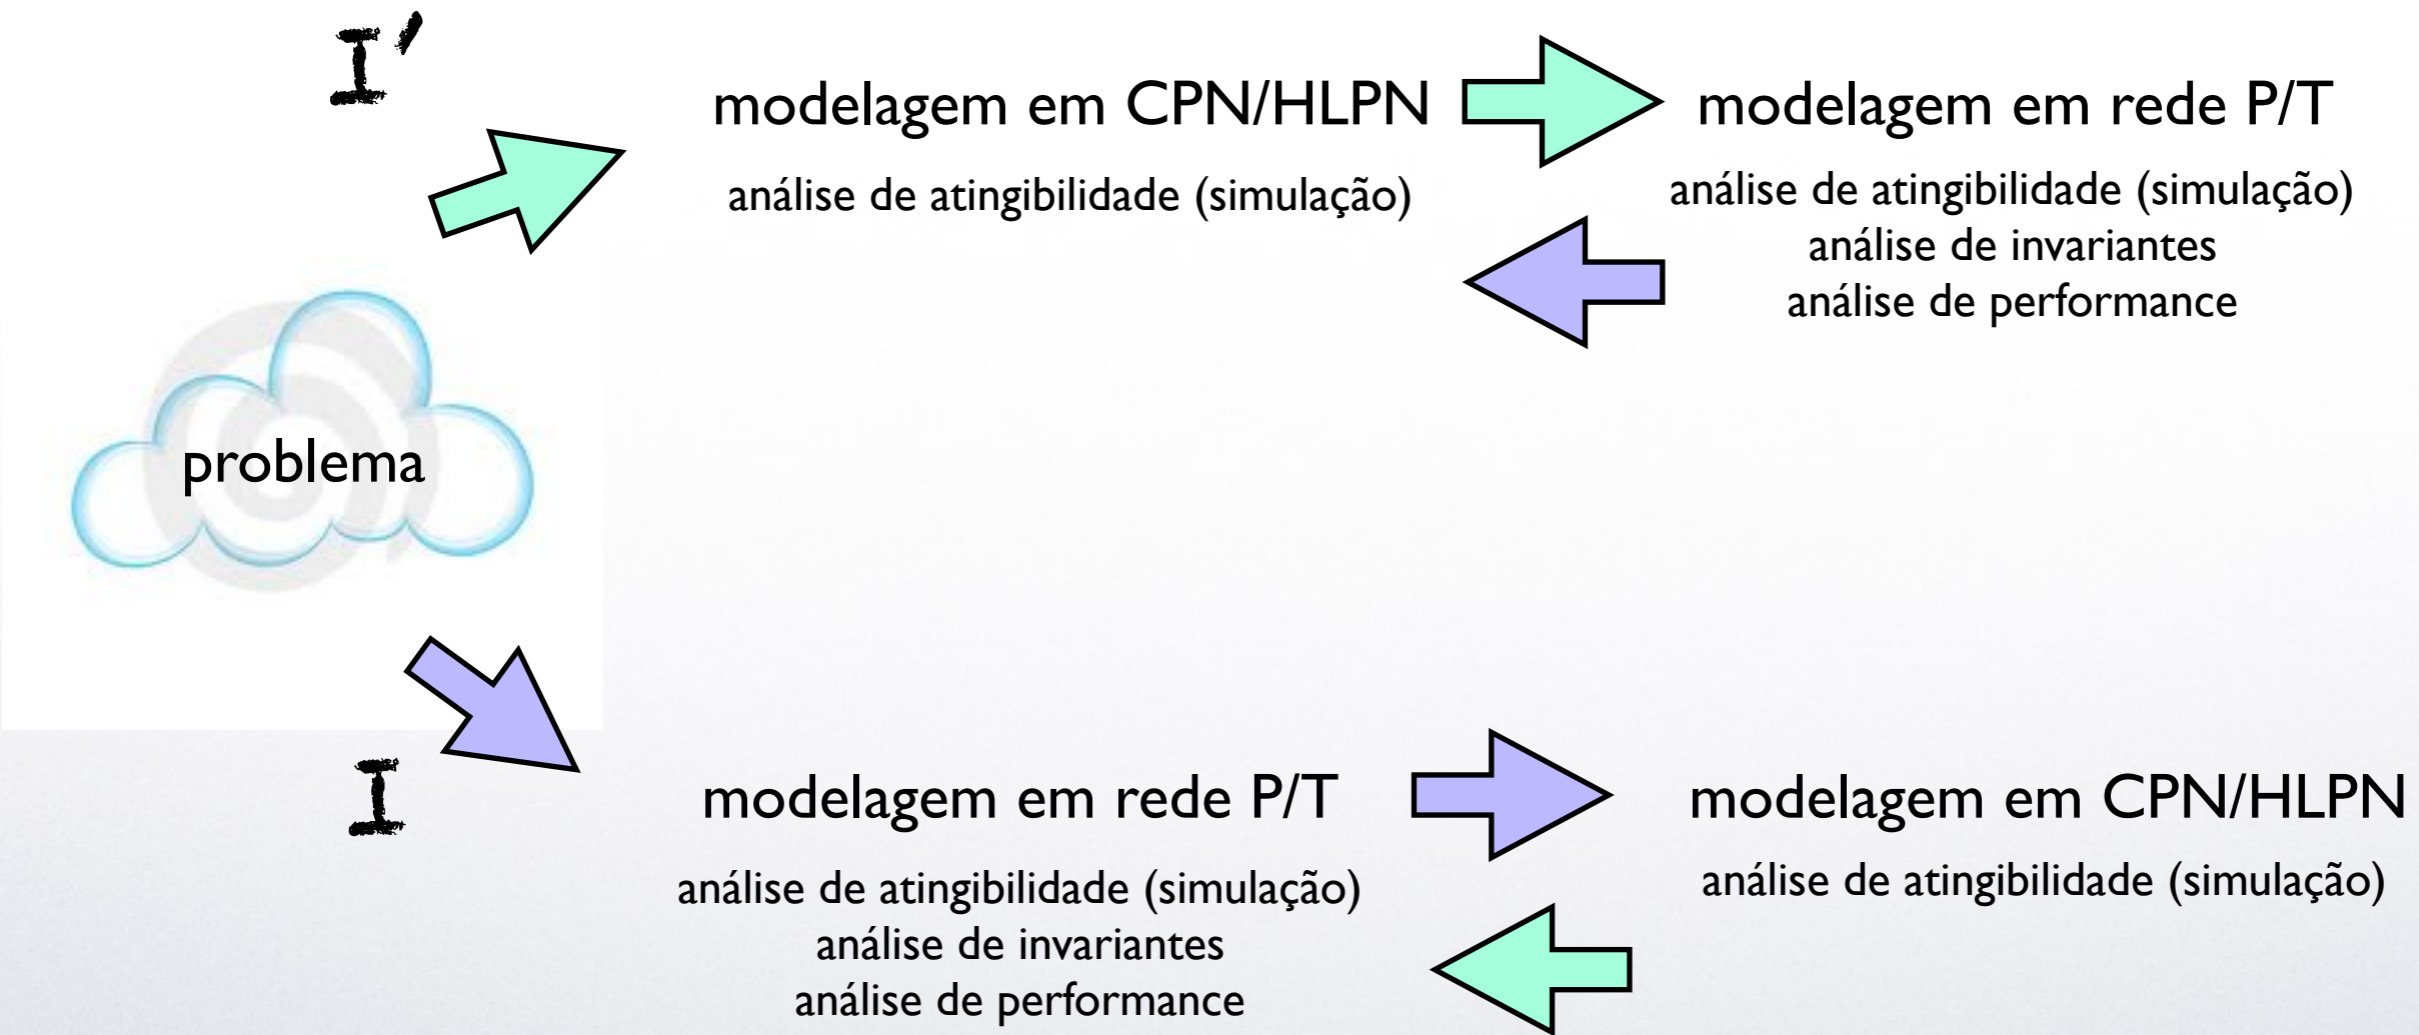 I'
modelagem em CPN/HLPN
análise de atingibilidade (simulação)
modelagem em rede P/T
análise de atingibilidade (simulação)
análise de invariantes
análise de performance
problema
I
modelagem em rede P/T
análise de atingibilidade (simulação)
análise de invariantes
análise de performance
modelagem em CPN/HLPN
análise de atingibilidade (simulação)